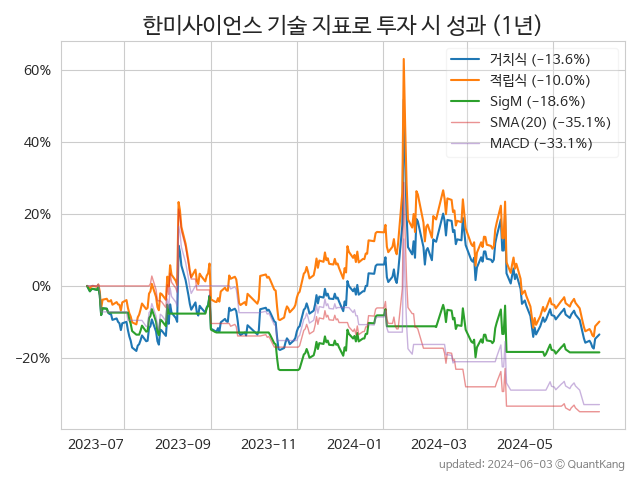 한미사이언스 기술 지표로 투자 시 성과 (1년)
거치식 (−13.6%)
적립식 (−10.0%)
SigM (−18.6%)
SMA(20) (−35.1%)
MACD (−33.1%)
60%
40%
20%
0%
−20%
2023-07
2023-09
2023-11
2024-01
2024-03
2024-05
updated: 2024-06-03 ⓒ QuantKang